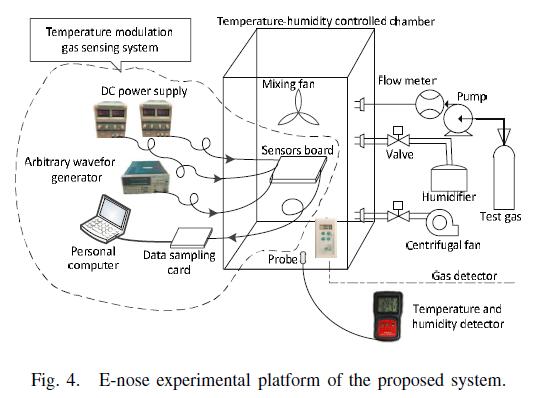 Temperature-humidity controlled chamber
Temperature modulation
gas sensing system
DC power supply
Mixing fan
Flow meter
Pump
Arbitrary wavefor
generator
Sensors board
Valve
Humidifier
Test gas
Personal
computer
Data sampling
card
Probe
Centrifugal fan
Gas detector
Temperature and
humidity detector
Fig. 4. E-nose experimental platform of the proposed system.